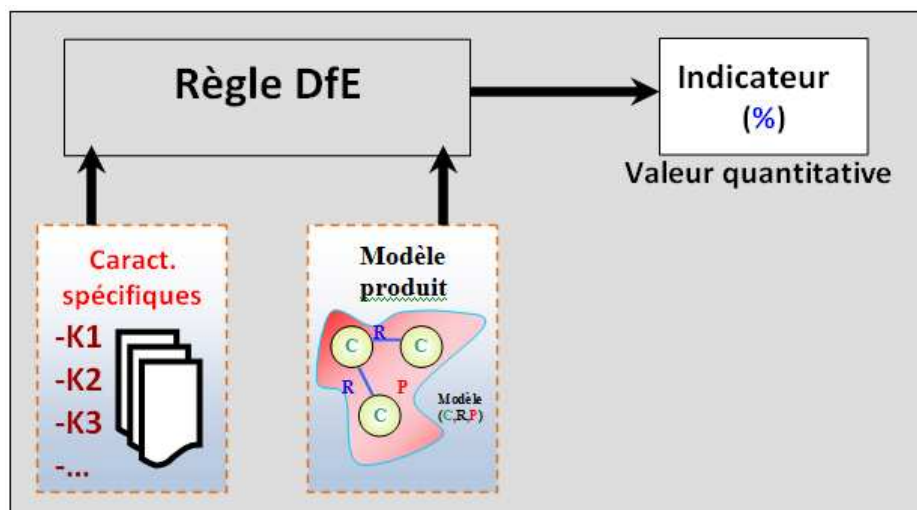 Règle DfE
Indicateur
(%)
Valeur quantitative
Caract.
spécifiques
-K1
-K2
-K3
-...
Modèle
produit
C
R
C
R
P
C
Modèle
(C,R,P)